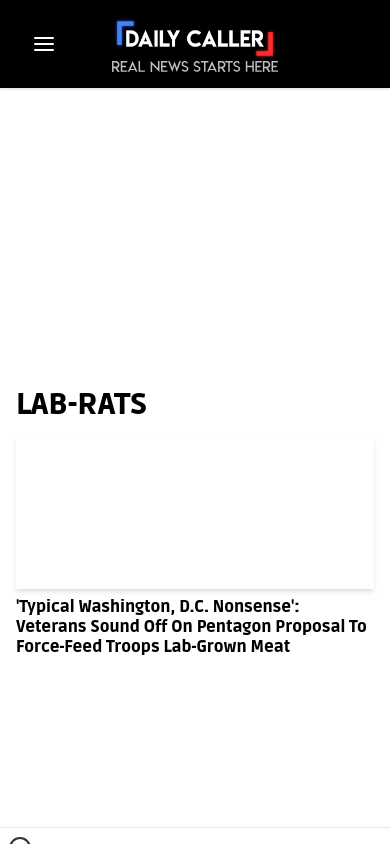 DAILY CALLER
REAL NEWS STARTS HERE
LAB-RATS
'Typical Washington, D.C. Nonsense':
Veterans Sound Off On Pentagon Proposal To
Force-Feed Troops Lab-Grown Meat